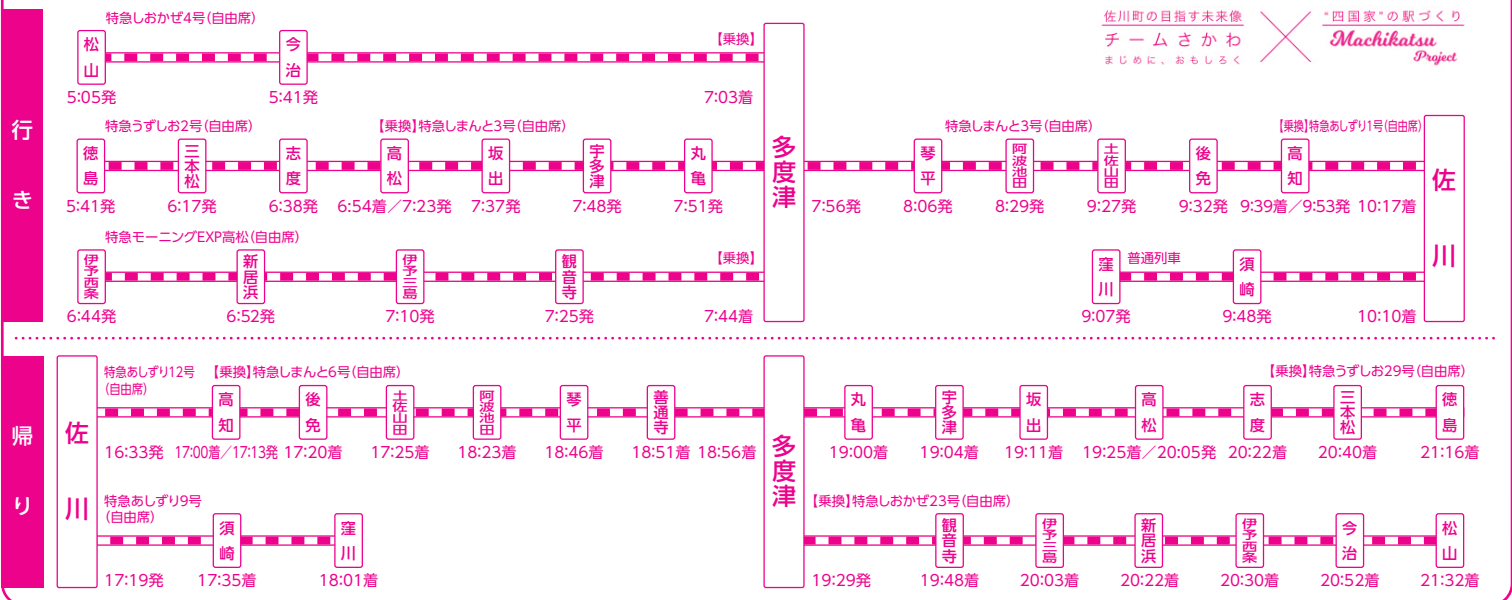 佐川町の目指す未来像
チームさかわ
まじめに、おもしろく
"四国家"の駅づくり
Machikatsu
Project
行き
特急しおかぜ4号(自由席)
【乗換】
松山 今治
5:05発 5:41発 7:03着
特急うずしお2号(自由席) 【乗換】特急しまんと3号(自由席)
徳島 三本松 志度 高松 坂出 宇多津 丸亀
5:41発 6:17発 6:38発 6:54着/7:23発 7:37発 7:48発 7:51発
特急モーニングEXP高松(自由席) 【乗換】
伊予西条 新居浜 伊予三島 観音寺
6:44発 6:52発 7:10発 7:25発 7:44着
多度津
特急しまんと3号(自由席) 【乗換】特急あしずり1号(自由席)
琴平 阿波池田 土佐山田 後免 高知
7:56発 8:06発 8:29発 9:27発 9:32発 9:39着/9:53発 10:17着
窪川 普通列車 須崎
9:07発 9:48発 10:10着
佐川
帰り
佐川
特急あしずり12号 【乗換】特急しまんと6号(自由席)
(自由席)
高知 後免 土佐山田 阿波池田 琴平 善通寺
16:33発 17:00着/17:13発 17:20着 17:25着 18:23着 18:46着 18:51着 18:56着
特急あしずり9号
(自由席)
須崎 窪川
17:19発 17:35着 18:01着
多度津
【乗換】特急うずしお29号(自由席)
丸亀 宇多津 坂出 高松 志度 三本松 徳島
19:00着 19:04着 19:11着 19:25着/20:05発 20:22着 20:40着 21:16着
【乗換】特急しおかぜ23号(自由席)
観音寺 伊予三島 新居浜 伊予西条 今治 松山
19:29発 19:48着 20:03着 20:22着 20:30着 20:52着 21:32着